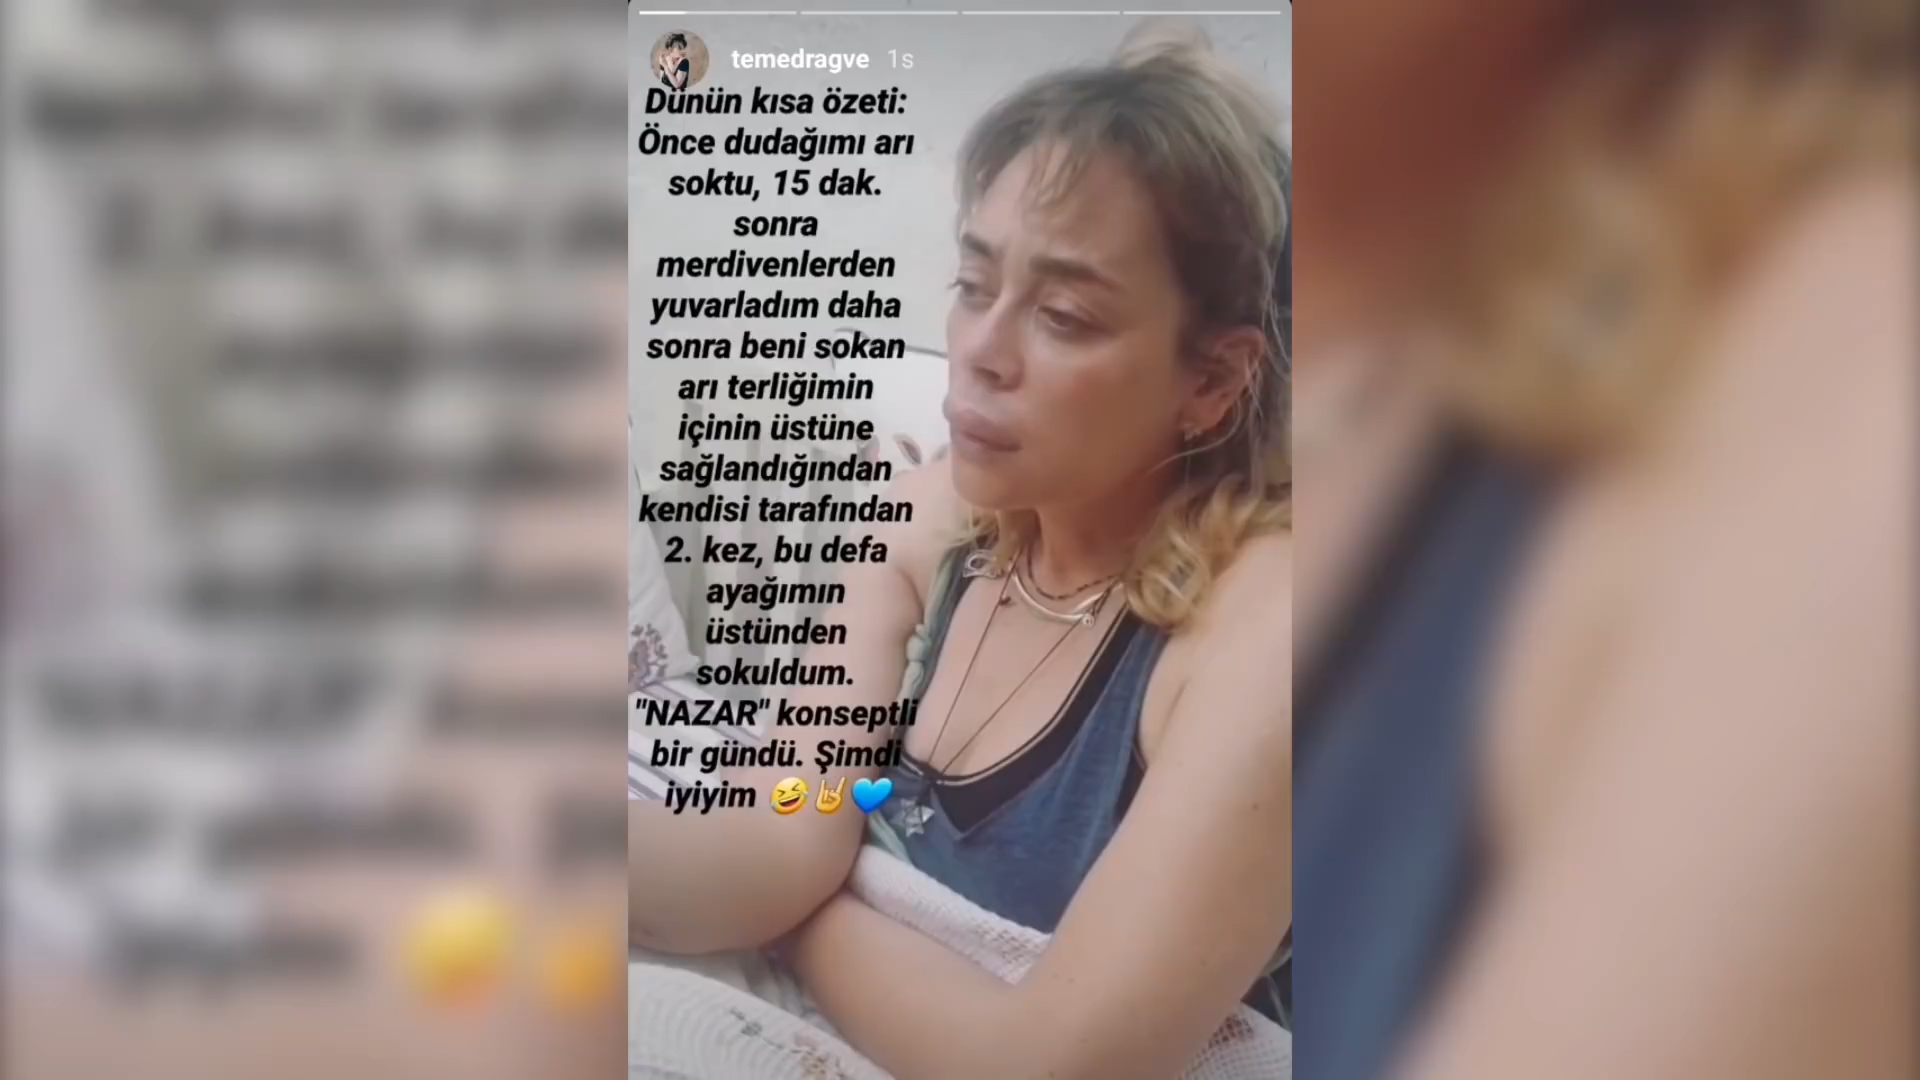 temedragve 1s
Dünün kısa özeti:
Önce dudağımı arı
soktu, 15 dak.
sonra
merdivenlerden
yuvarladım daha
sonra beni sokan
arı terliğimin
içinin üstüne
sağlandığından
kendisi tarafından
2. kez, bu defa
ayağımın
üstünden
sokuldum.
"NAZAR" konseptli
bir gündü. Şimdi
iyiyim 🤣🤘💙